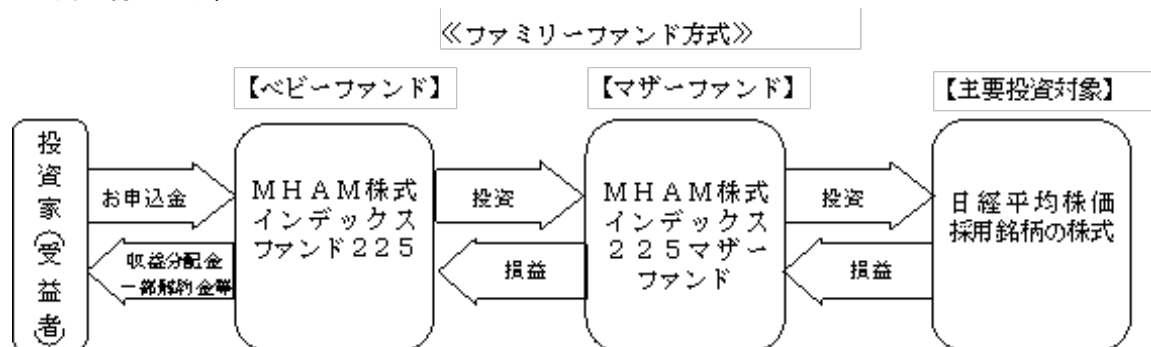 ≪ファミリーファンド方式≫
【ベビーファンド】
【マザーファンド】
【主要投資対象】
投資家(受益者)
お申込金
収益分配金
一部解約金等
MHAM株式
インデックス
ファンド225
投資
損益
MHAM株式
インデックス
225マザー
ファンド
投資
損益
日経平均株価
採用銘柄の株式